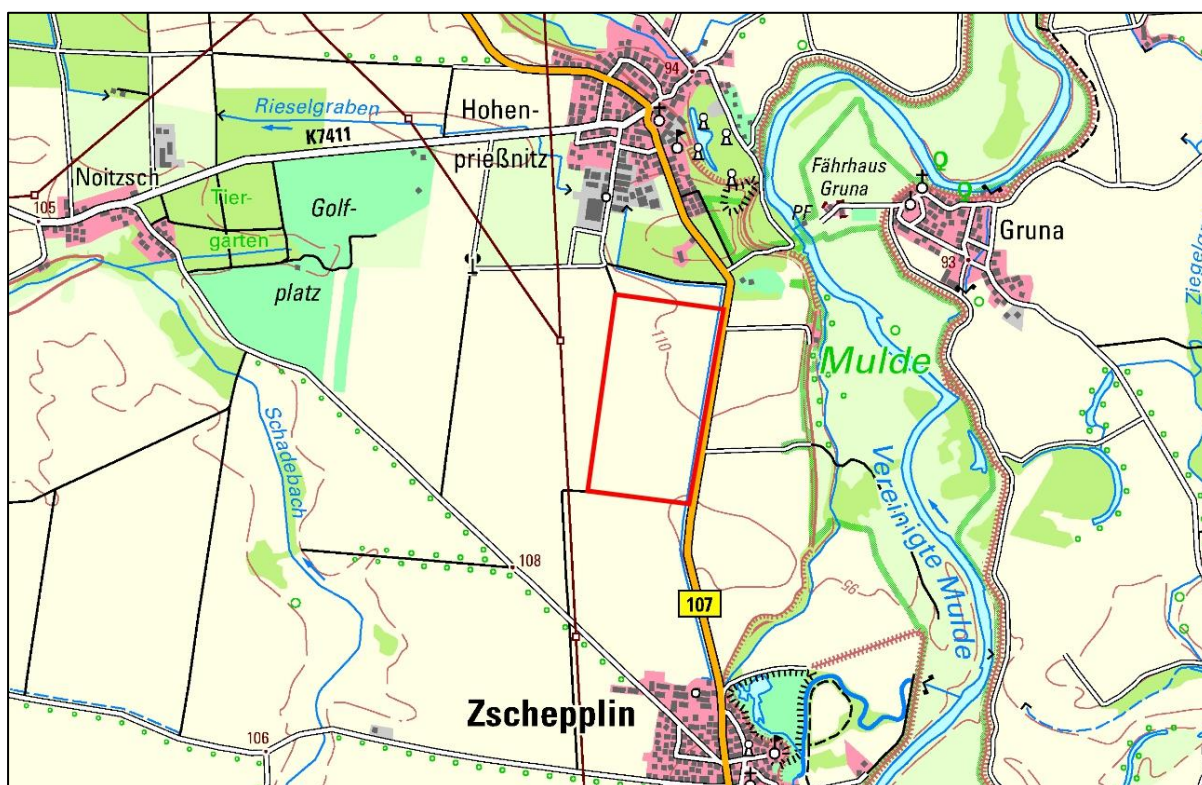 94
Rieselgraben
Hohen-
K7411
prießnitz
Noitzsch
105
Tier-
garten
Golf-
platz
Fährhaus
Gruna
PF
Q
Q
Gruna
93
Ziegelgra
110
Mulde
Schadebach
Vereinigte Mulde
108
95
107
Zschepplin
106